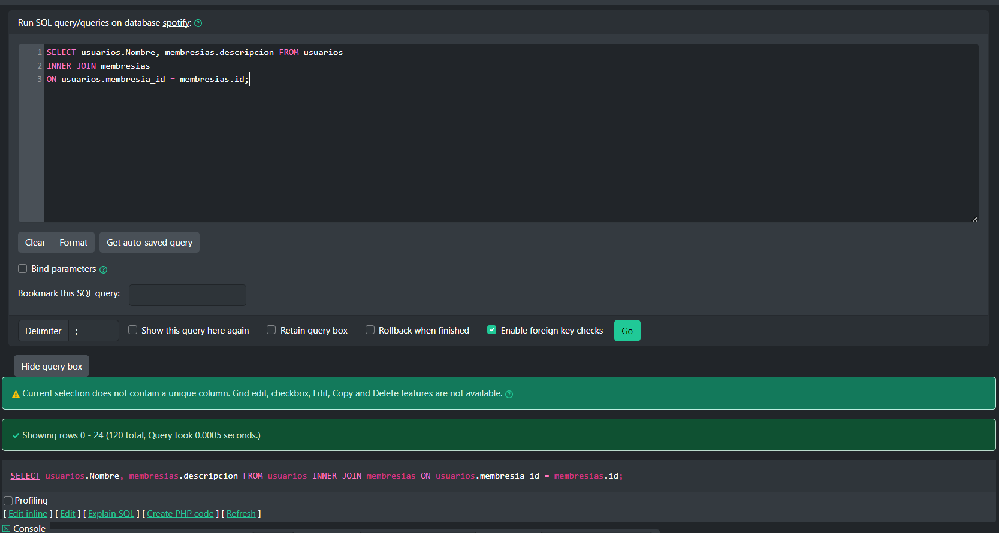 Run SQL query/queries on database spotify:
1 SELECT usuarios.Nombre, membresias.descripcion FROM usuarios
2 INNER JOIN membresias
3 ON usuarios.membresia_id = membresias.id;
Clear Format Get auto-saved query
Bind parameters
Bookmark this SQL query:
Delimiter ; Show this query here again Retain query box Rollback when finished Enable foreign key checks Go
Hide query box
Current selection does not contain a unique column. Grid edit, checkbox, Edit, Copy and Delete features are not available.
Showing rows 0 - 24 (120 total, Query took 0.0005 seconds.)
SELECT usuarios.Nombre, membresias.descripcion FROM usuarios INNER JOIN membresias ON usuarios.membresia_id = membresias.id;
Profiling
[ Edit inline ] [ Edit ] [ Explain SQL ] [ Create PHP code ] [ Refresh ]
Console